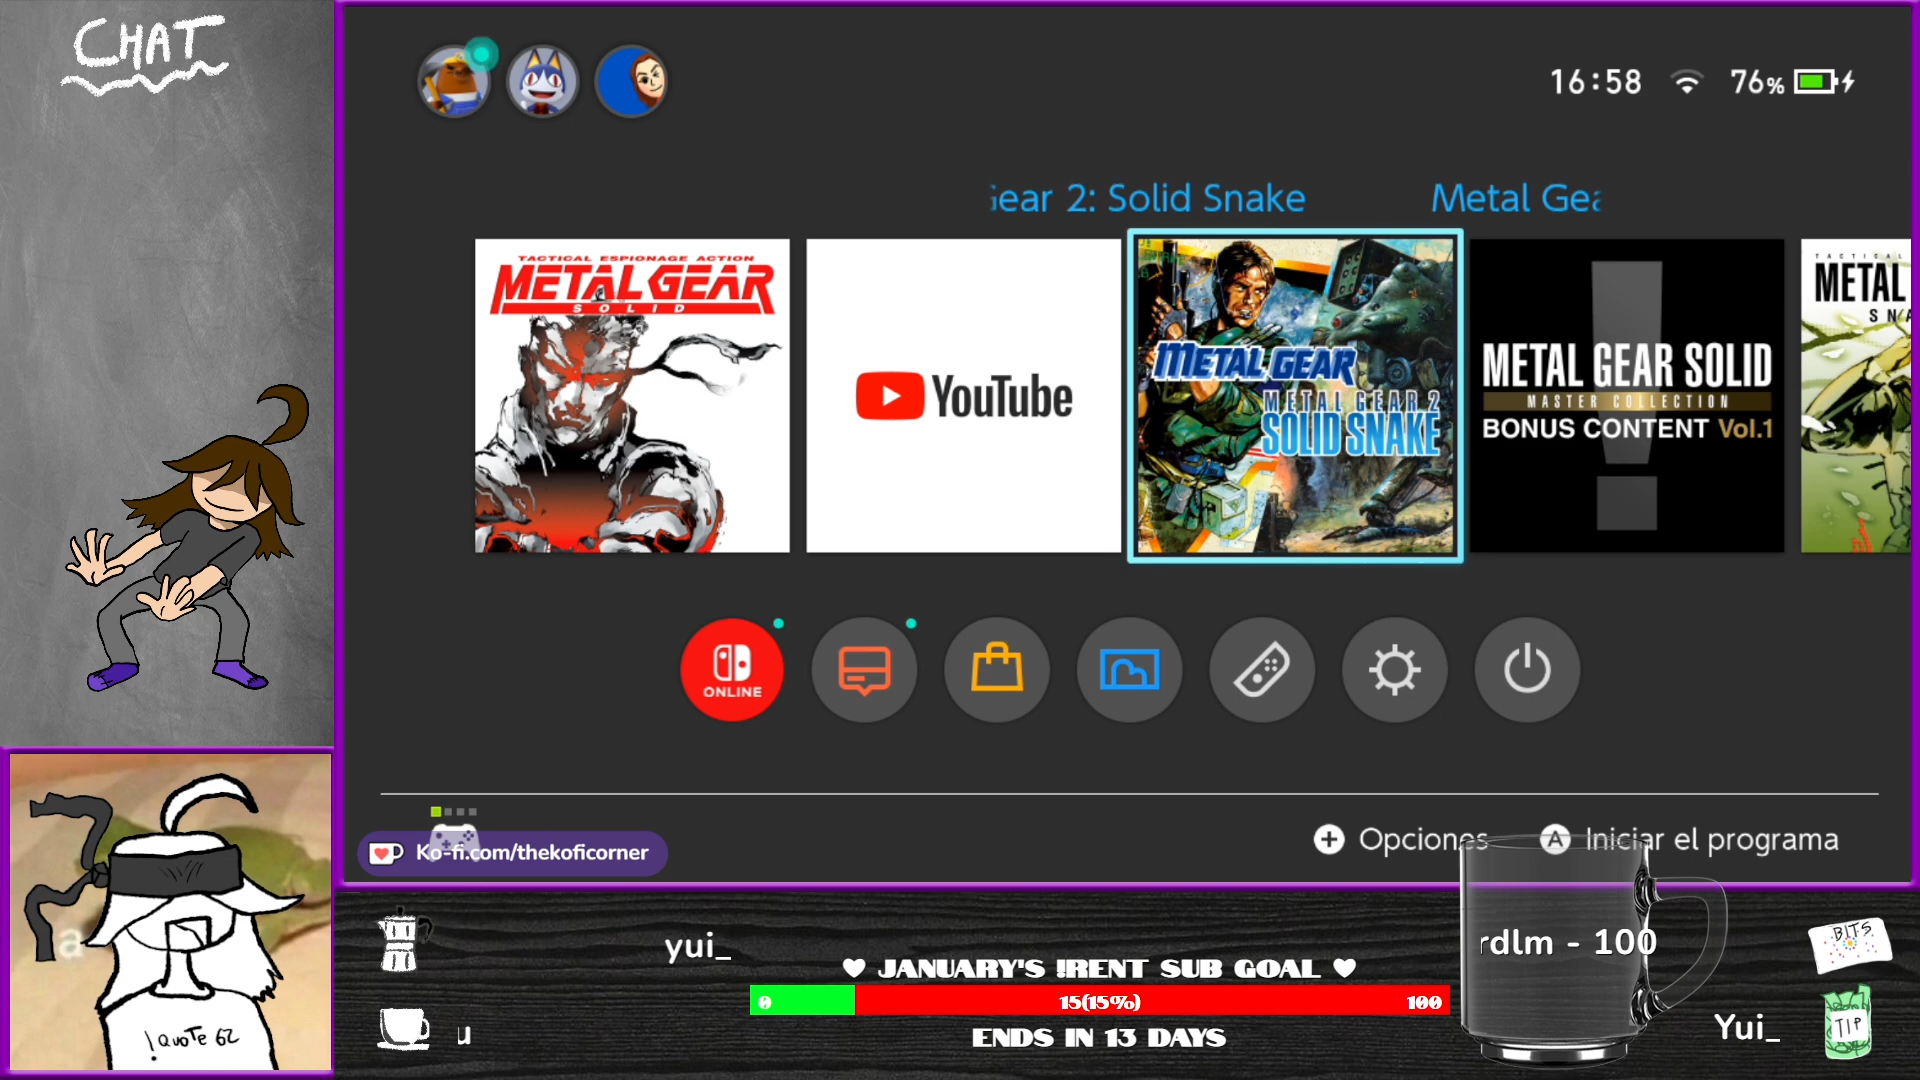 CHAT
16:58
76%
Gear 2: Solid Snake Metal Gea
TACTICAL ESPIONAGE ACTION
METAL GEAR
SOLID
YouTube
METAL GEAR
METAL GEAR 2
SOLID SNAKE
METAL GEAR SOLID
MASTER COLLECTION
BONUS CONTENT Vol.1
METAL
ONLINE
Ko-fi.com/thekoficorner
+ Opciones
A Iniciar el programa
a
!QUOTE 62
yui_
u
JANUARY'S !RENT SUB GOAL
0 15(15%) 100
ENDS IN 13 DAYS
rdlm - 100
BITS
Yui_
TIP